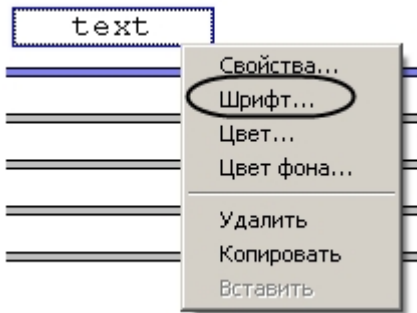 text
Свойства...
Шрифт...
Цвет...
Цвет фона...
Удалить
Копировать
Вставить